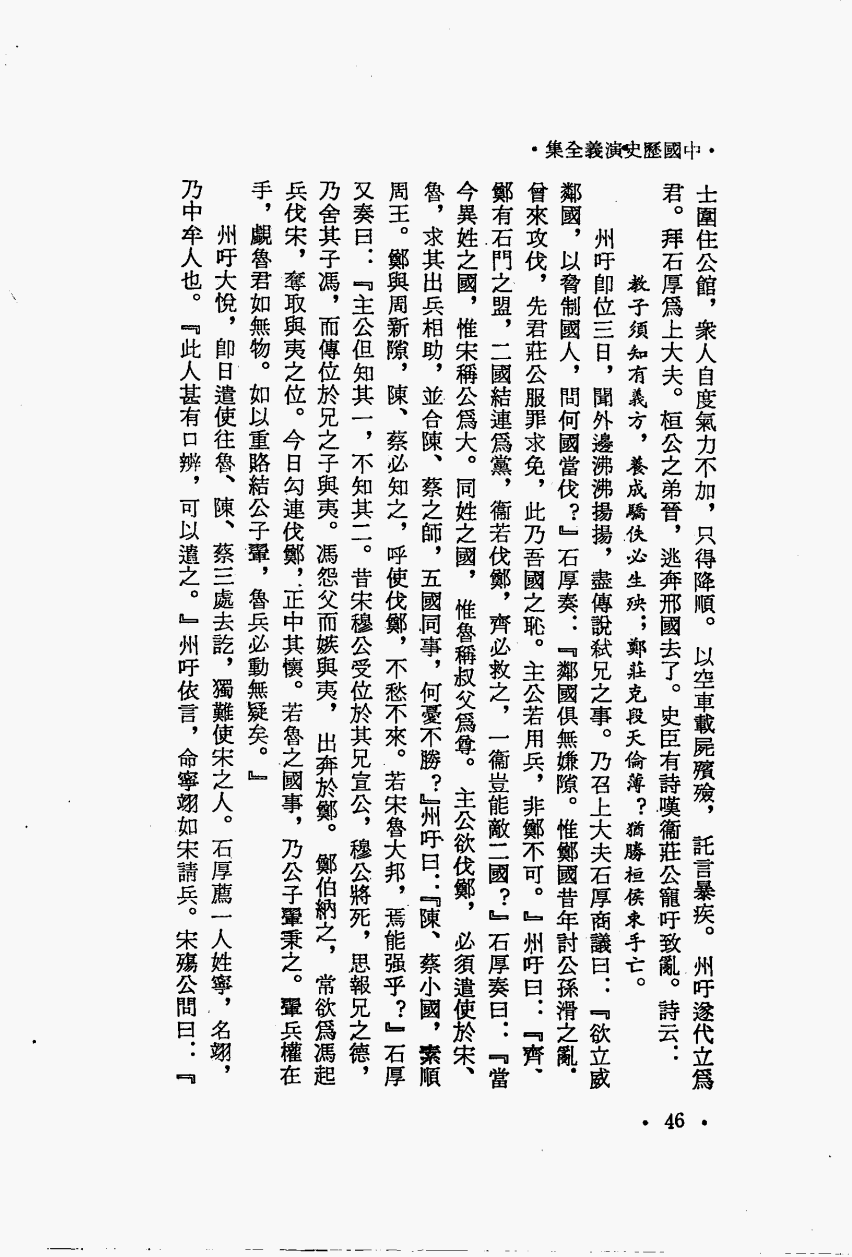 ·中國歷史演義全集·
士圍住公館，衆人自度氣力不加，只得降順。以空車載屍殯殮，託言暴疾。州吁遂代立爲
君。拜石厚爲上大夫。桓公之弟晉，逃奔邢國去了。史臣有詩嘆衞莊公寵吁致亂。詩云：
教子須知有義方，養成驕佚必生殃；鄭莊克段天倫薄？猶勝桓侯束手亡。
州吁卽位三日，聞外邊沸沸揚揚，盡傳說弒兄之事。乃召上大夫石厚商議曰：『欲立威
鄰國，以脅制國人，問何國當伐？』石厚奏：『鄰國俱無嫌隙。惟鄭國昔年討公孫滑之亂．
曾來攻伐，先君莊公服罪求免，此乃吾國之恥。主公若用兵，非鄭不可。』州吁曰：『齊、
鄭有石門之盟，二國結連爲黨，衞若伐鄭，齊必救之，一衞豈能敵二國？』石厚奏曰：『當
今異姓之國，惟宋稱公爲大。同姓之國，惟魯稱叔父爲尊。主公欲伐鄭，必須遣使於宋、
魯，求其出兵相助，並合陳、蔡之師，五國同事，何憂不勝？』州吁曰：『陳、蔡小國，素順
周王。鄭與周新隙，陳、蔡必知之，呼使伐鄭，不愁不來。若宋魯大邦，焉能强乎？』石厚
又奏曰：『主公但知其一，不知其二。昔宋穆公受位於其兄宣公，穆公將死，思報兄之德，
乃舍其子馮，而傳位於兄之子與夷。馮怨父而嫉與夷，出奔於鄭。鄭伯納之，常欲爲馮起
兵伐宋，奪取與夷之位。今日勾連伐鄭，正中其懷。若魯之國事，乃公子翬秉之。翬兵權在
手，覷魯君如無物。如以重賂結公子翬，魯兵必動無疑矣。』
州吁大悅，卽日遣使往魯、陳、蔡三處去訖，獨難使宋之人。石厚薦一人姓寧，名翊，
乃中牟人也。『此人甚有口辨，可以遣之。』州吁依言，命寧翊如宋請兵。宋殤公問曰：『
·46·